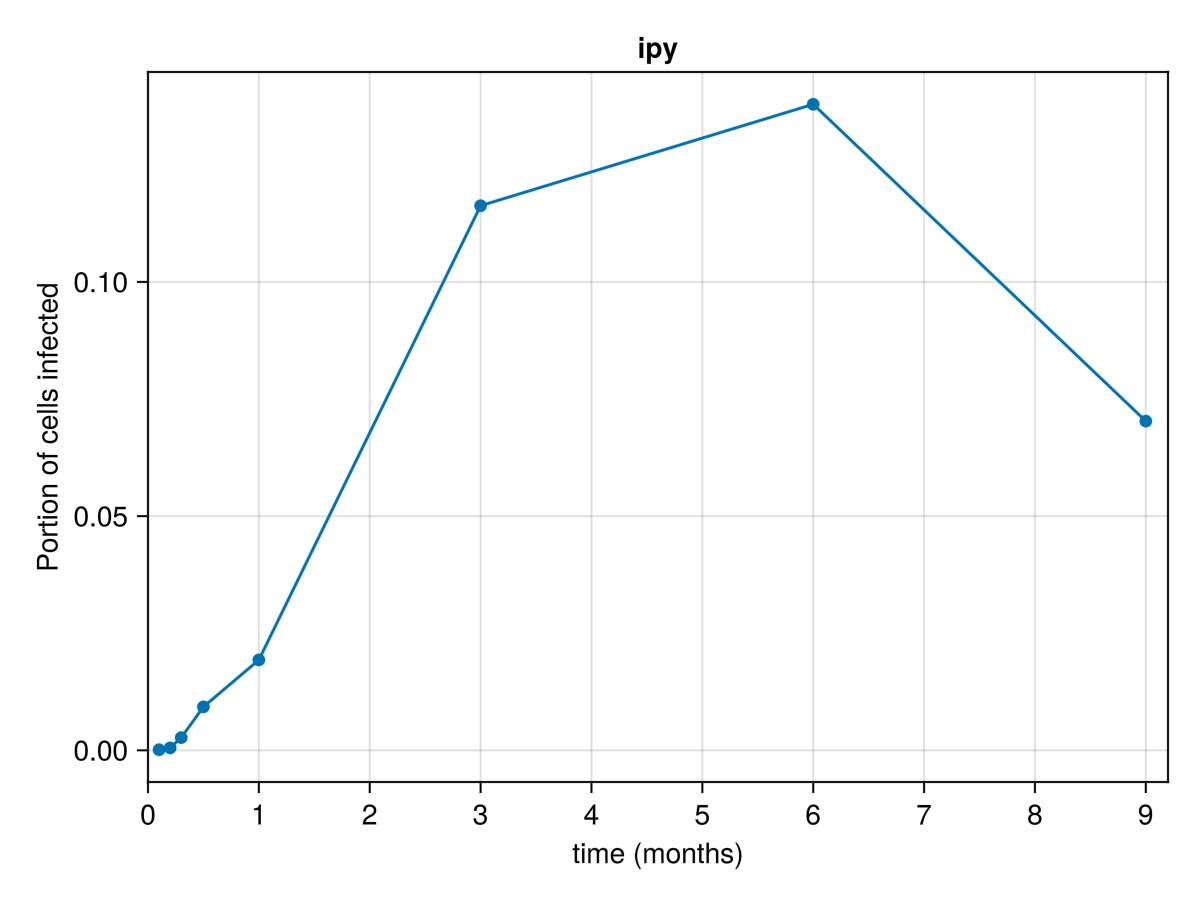 ipy
Portion of cells infected
0.10
0.05
0.00
0 1 2 3 4 5 6 7 8 9
time (months)